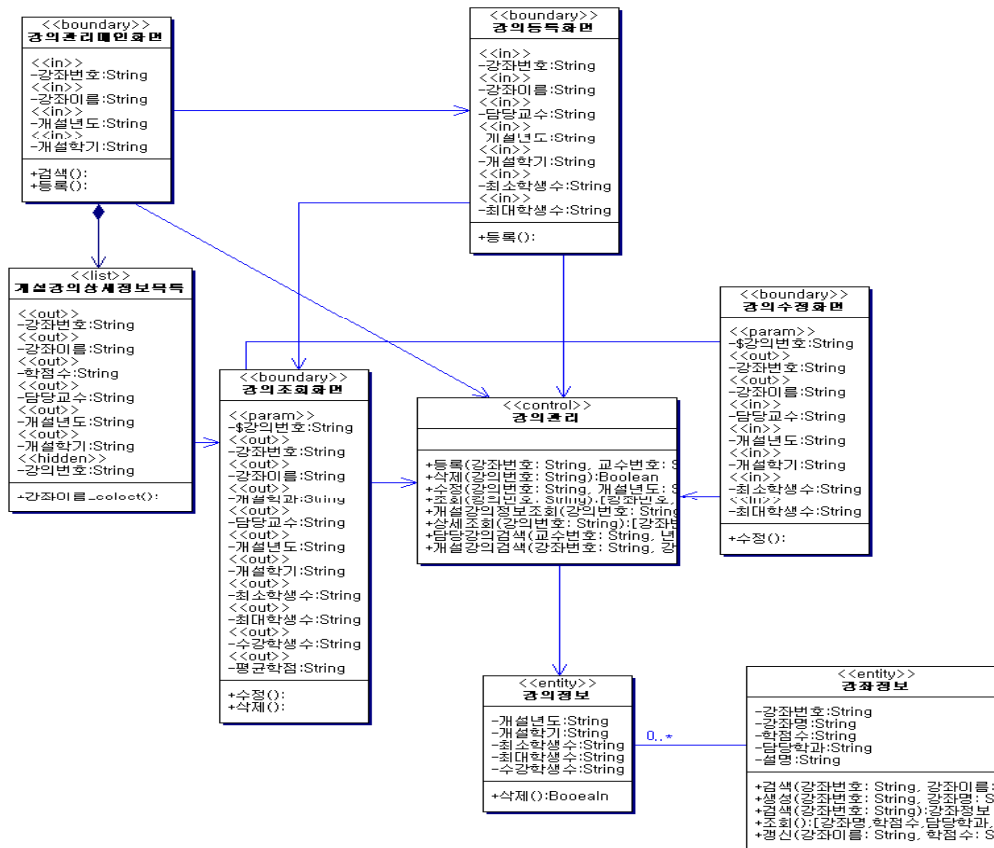 <<boundary>>
강의관리메인화면
<<in>>
-강좌번호:String
<<in>>
-강좌이름:String
<<in>>
-개설년도:String
<<in>>
-개설학기:String
+검색():
+등록():
<<boundary>>
강의등록화면
<<in>>
-강좌번호:String
<<in>>
-강좌이름:String
<<in>>
-담당교수:String
<<in>>
개설년도:String
<<in>>
-개설학기:String
<<in>>
-최소학생수:String
<<in>>
-최대학생수:String
+등록():
<<list>>
개설강의상세정보목록
<<out>>
-강좌번호:String
<<out>>
-강좌이름:String
<<out>>
-학점수:String
<<out>>
-담당교수:String
<<out>>
-개설년도:String
<<out>>
-개설학기:String
<<hidden>>
-강의번호:String
<<boundary>>
강의조회화면
<<param>>
-$강의번호:String
<<out>>
-강좌번호:String
<<out>>
-강좌이름:String
<<out>>
-개설학과:String
<<out>>
-담당교수:String
<<out>>
-개설년도:String
<<out>>
-개설학기:String
<<out>>
-최소학생수:String
<<out>>
-최대학생수:String
<<out>>
-수강학생수:String
<<out>>
-평균학점:String
+수정():
+삭제():
<<control>>
강의관리
+등록(강좌번호: String, 교수번호: S
+삭제(강의번호: String):Boolean
+수정(강의번호: String, 개설년도: S
+조회(강의번호: String):[강좌번호,
+개설강의정보조회(강의번호: String
+상세조회(강의번호: String):[강좌번
+담당강의검색(교수번호: String, 년
+개설강의검색(강좌번호: String, 강
<<boundary>>
강의수정화면
<<param>>
-$강의번호:String
<<out>>
-강좌번호:String
<<out>>
-강좌이름:String
<<in>>
-담당교수:String
<<in>>
-개설년도:String
<<in>>
-개설학기:String
<<in>>
-최소학생수:String
<<in>>
-최대학생수:String
+수정():
<<entity>>
강의정보
-개설년도:String
-개설학기:String
-최소학생수:String
-최대학생수:String
-수강학생수:String
+삭제():Booealn
0..*
<<entity>>
강좌정보
-강좌번호:String
-강좌명:String
-학점수:String
-담당학과:String
-설명:String
+검색(강좌번호: String, 강좌이름:
+생성(강좌번호: String, 강좌명: S
+검색(강좌번호: String):강좌정보
+조회():[강좌명,학점수,담당학과,
+갱신(강좌이름: String, 학점수: S